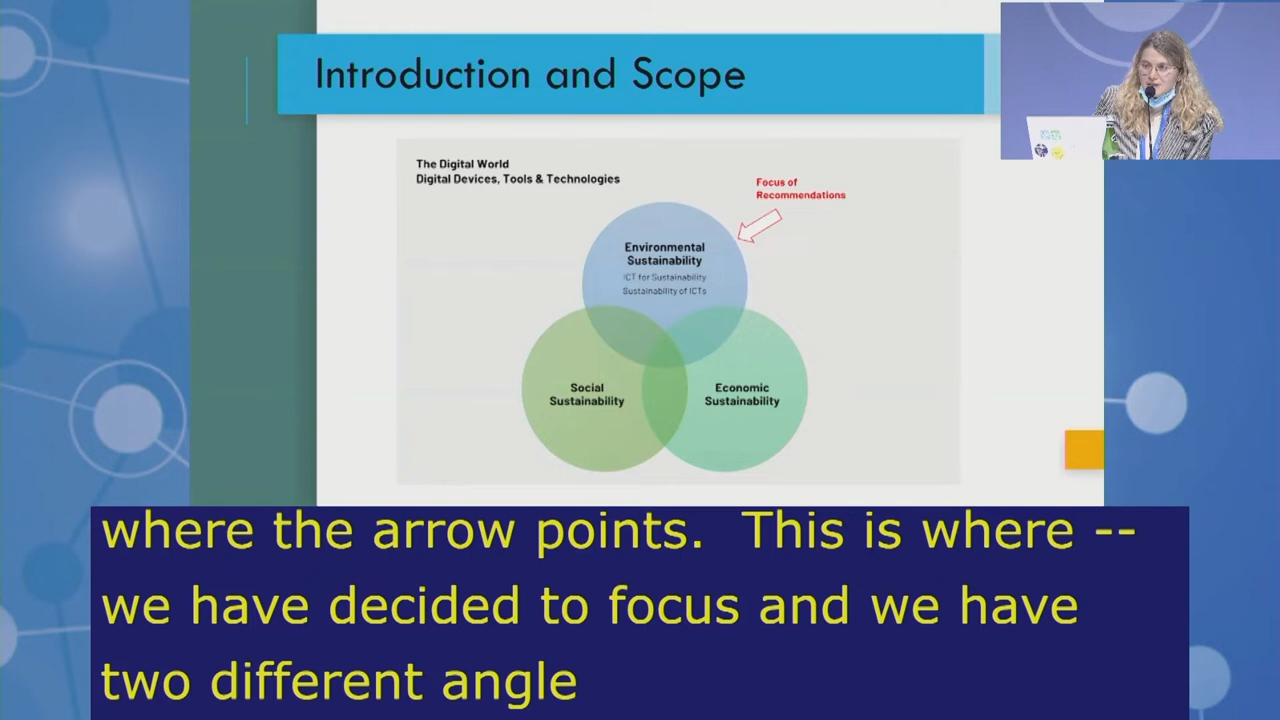 Introduction and Scope
The Digital World
Digital Devices, Tools & Technologies
Focus of
Recommendations
Environmental
Sustainability
ICT for Sustainability
Sustainability of ICTs
Social
Sustainability
Economic
Sustainability
where the arrow points.  This is where --
we have decided to focus and we have
two different angle